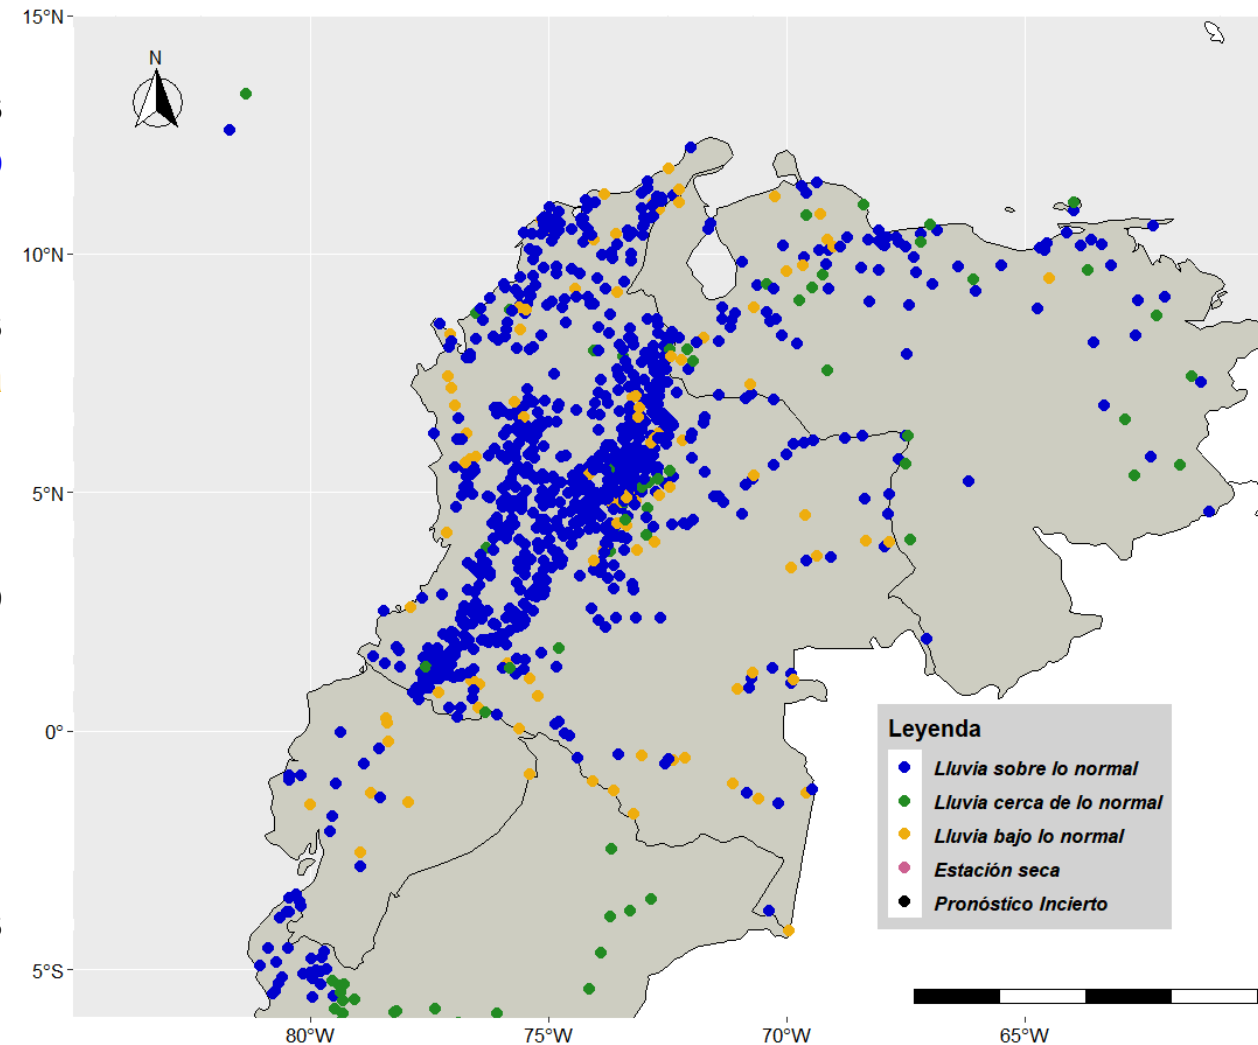 15°N
N
10°N
5°N
0°
5°S
Leyenda
Lluvia sobre lo normal
Lluvia cerca de lo normal
Lluvia bajo lo normal
Estación seca
Pronóstico Incierto
80°W
75°W
70°W
65°W